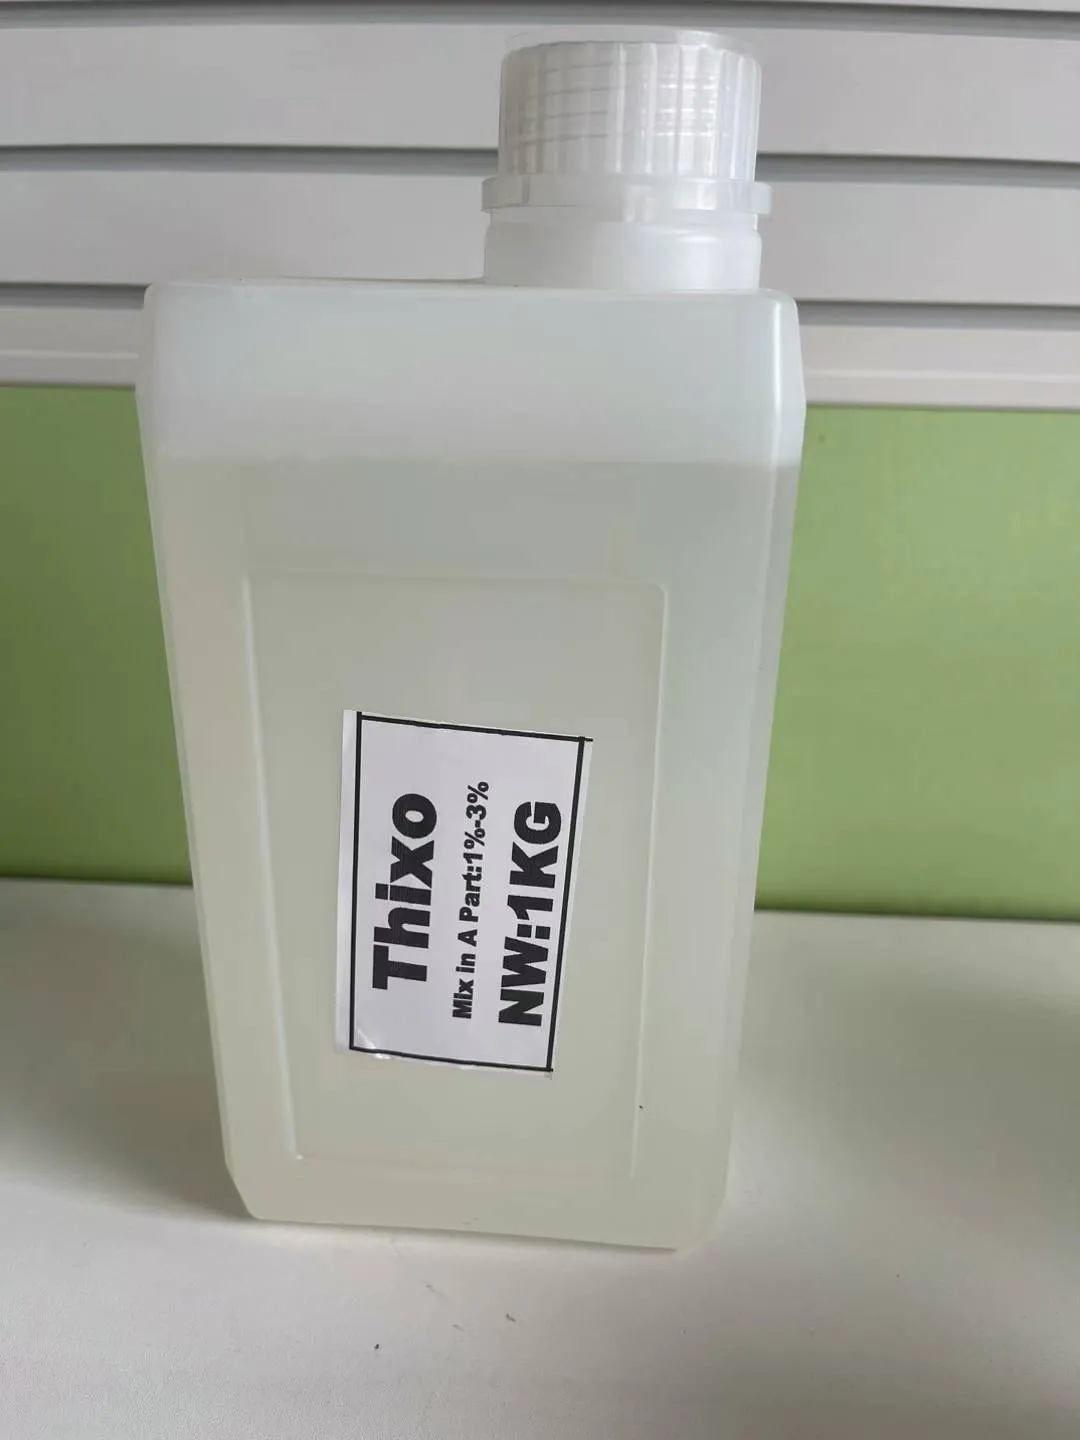 Thixo
Mix in A Part:1%-3%
NW:1KG